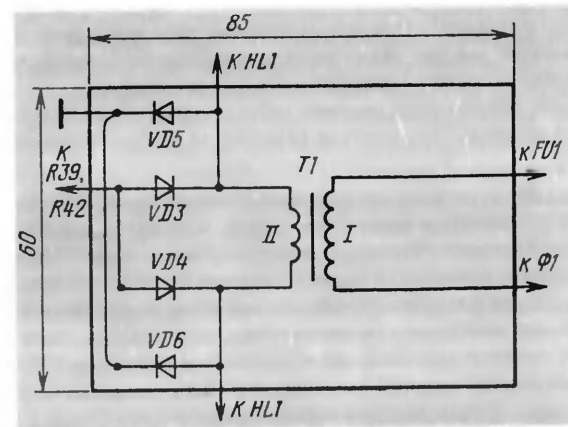 85
К HL1
VD5
К
R39,
R42
VD3
T1
К FU1
60
II
I
VD4
К Ф1
VD6
К HL1